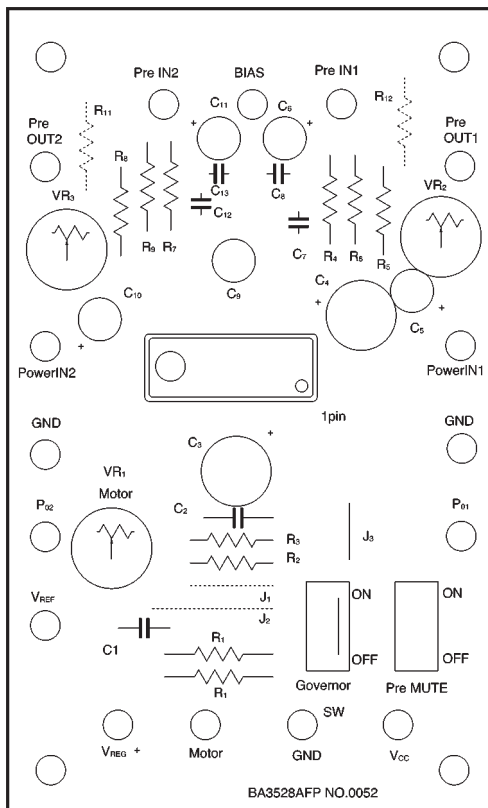 Pre IN2
BIAS
Pre IN1
R11
C11
C6
R12
Pre
OUT2
Pre
OUT1
+
+
R8
VR3
C13
C12
C8
VR2
R9
R7
C7
R4
R6
R5
C10
C9
C4
+
C5
+
+
PowerIN2
PowerIN1
1pin
GND
GND
C3
+
VR1
Motor
P02
C2
P01
R3
J3
R2
VREF
J1
J2
ON
ON
C1
R1
OFF
OFF
R1
Governor
Pre MUTE
SW
VREG +
Motor
GND
VCC
BA3528AFP NO.0052